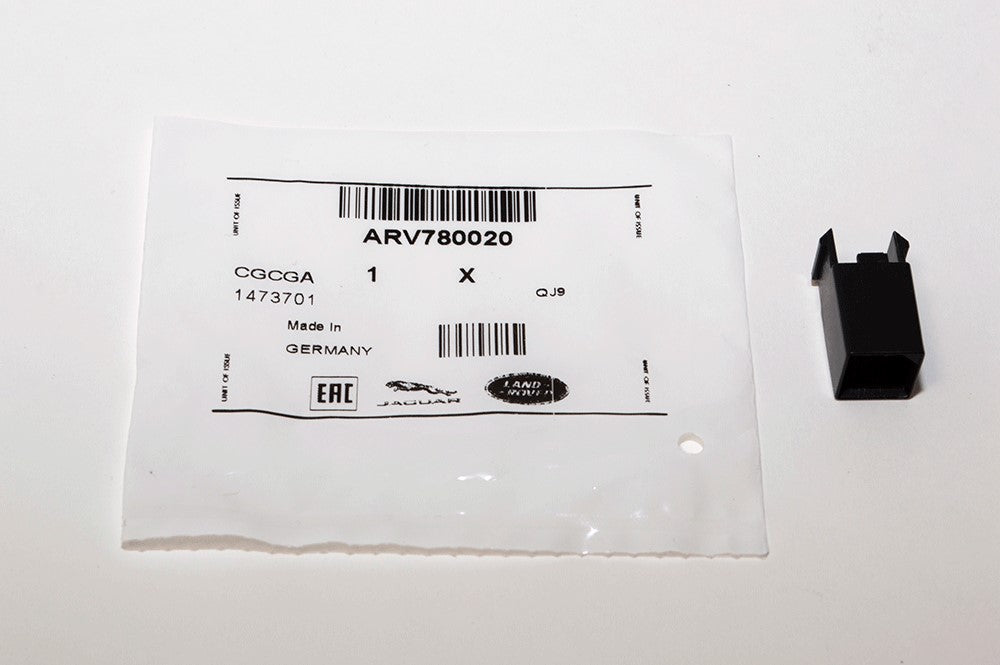 UNIT OF ISSUE
UNIT OF ISSUE
ARV780020
CGCGA 1 X
1473701 QJ9
Made In
GERMANY
UNIT OF ISSUE
UNIT OF ISSUE
EAC JAGUAR LAND ROVER